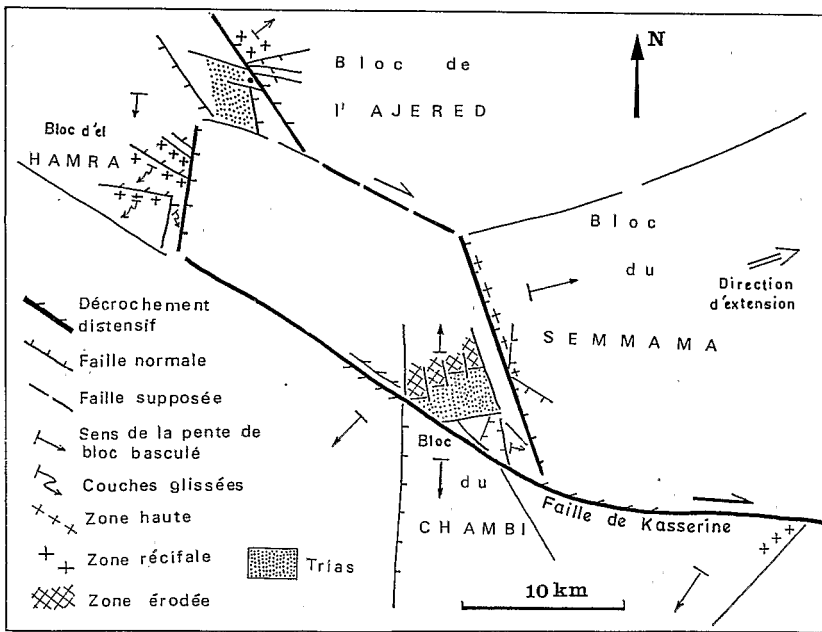 N
Bloc de
l' AJERED
Bloc d'el
HAMRA
Bloc
du
SEMMAMA
Direction
d'extension
Bloc
du
CHAMBI
Faille de Kasserine
Décrochement
distensif
Faille normale
Faille supposée
Sens de la pente de
bloc basculé
Couches glissées
Zone haute
Zone récifale
Trias
Zone érodée
10 km